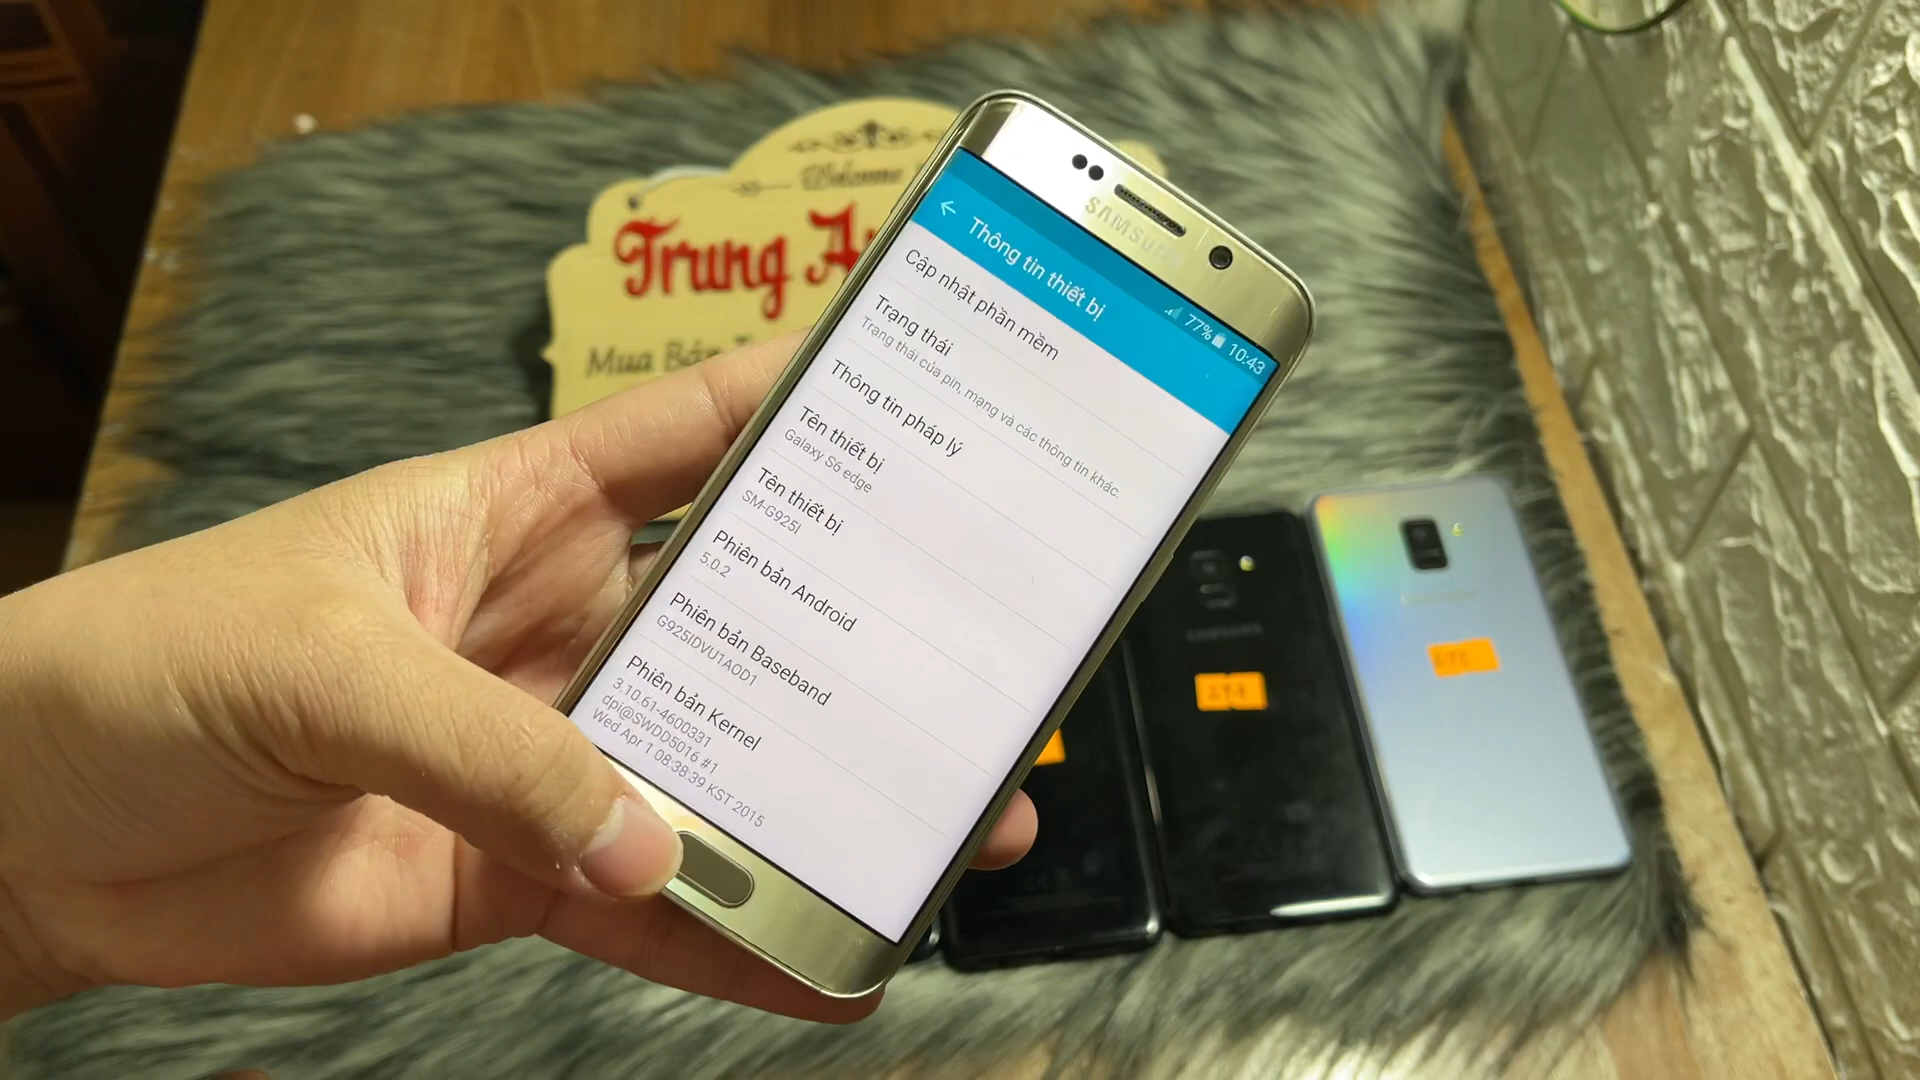 Welcome
Trung
Mua Bán
SAMSUNG
77% 10:43
Thông tin thiết bị
Cập nhật phần mềm
Trạng thái
Trạng thái của pin, mạng và các thông tin khác.
Thông tin pháp lý
Tên thiết bị
Galaxy S6 edge
Tên thiết bị
SM-G925I
Phiên bản Android
5.0.2
Phiên bản Baseband
G925IDVU1AOD1
Phiên bản Kernel
3.10.61-4600331
dpi@SWDD5016 #1
Wed Apr 1 08:38:39 KST 2015
SAMSUNG